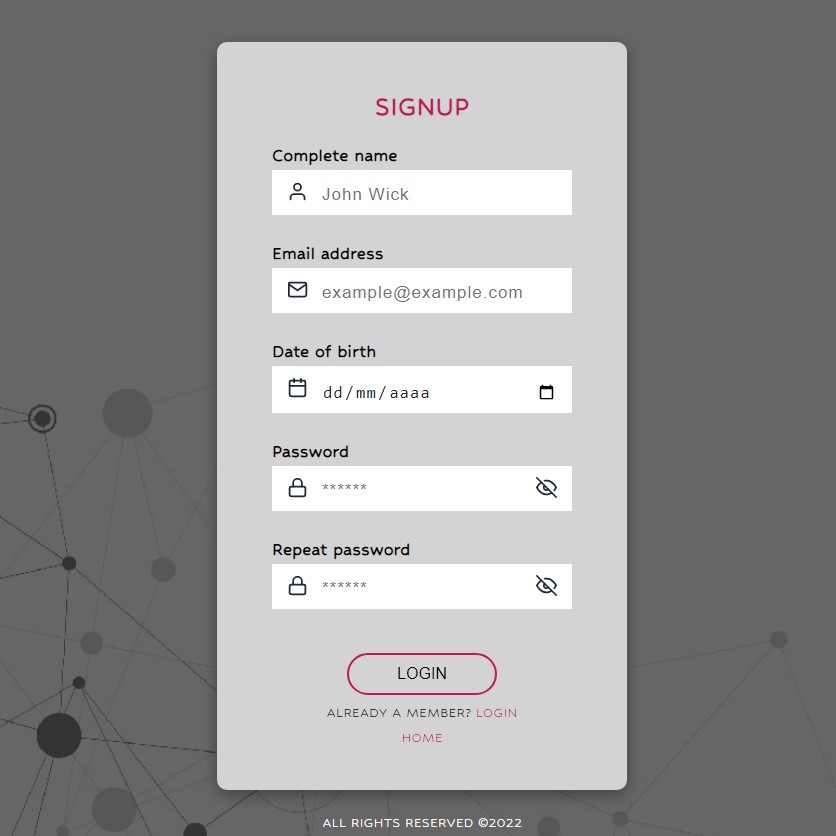 SIGNUP
Complete name
John Wick
Email address
example@example.com
Date of birth
dd/mm/aaaa
Password
******
Repeat password
******
LOGIN
ALREADY A MEMBER? LOGIN
HOME
ALL RIGHTS RESERVED ©2022